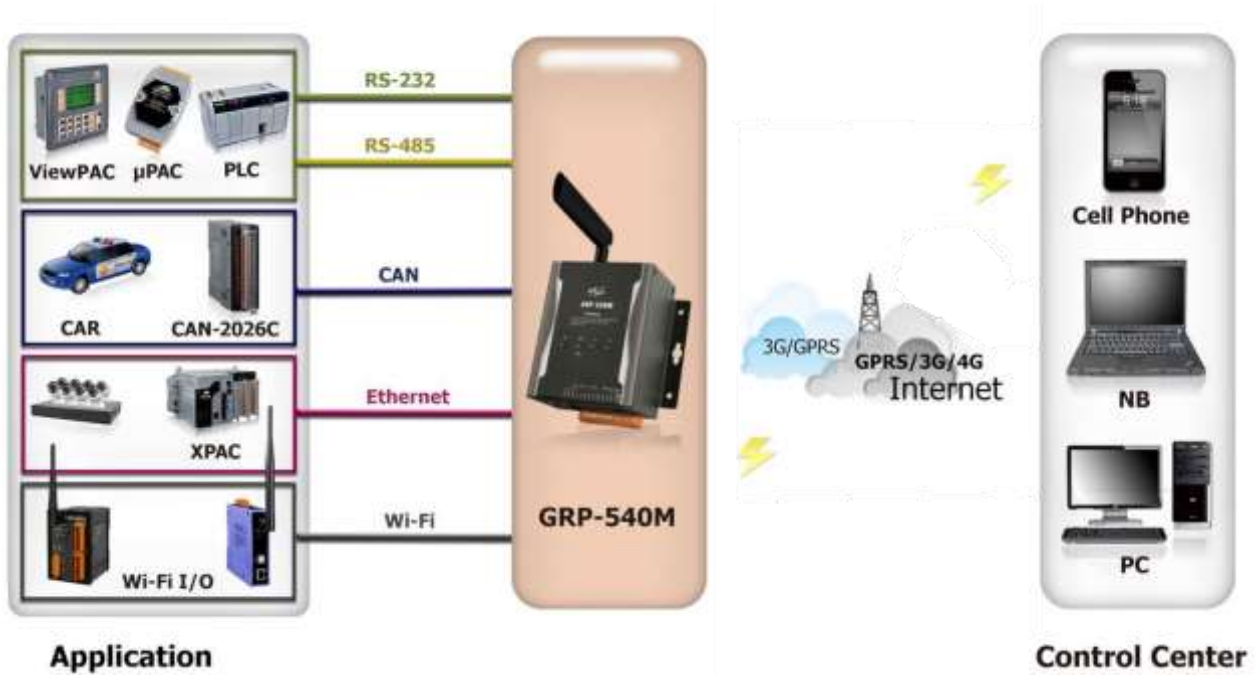 RS-232
RS-485
ViewPAC μPAC PLC
CAN
CAR CAN-2026C
Ethernet
XPAC
Wi-Fi
Wi-Fi I/O
GRP-540M
3G/GPRS
GPRS/3G/4G
Internet
Cell Phone
NB
PC
Application
Control Center